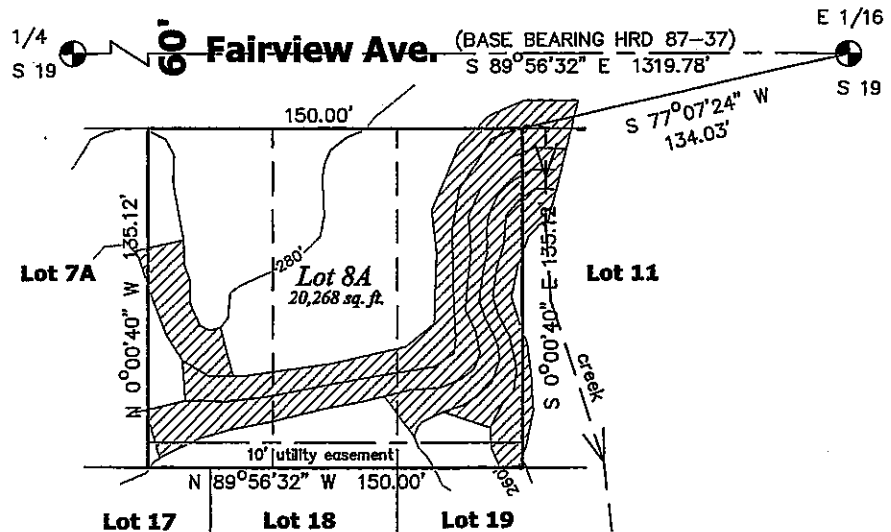 1/4
S 19
60'
Fairview Ave.
(BASE BEARING HRD 87-37)
S 89°56'32" E 1319.78'
E 1/16
S 19
S 77°07'24" W
134.03'
150.00'
N 0°00'40" W 135.12'
S 0°00'40" E 135.12'
280'
Lot 7A
Lot 8A
20,268 sq. ft.
Lot 11
creek
10' utility easement
260'
N 89°56'32" W 150.00'
Lot 17
Lot 18
Lot 19